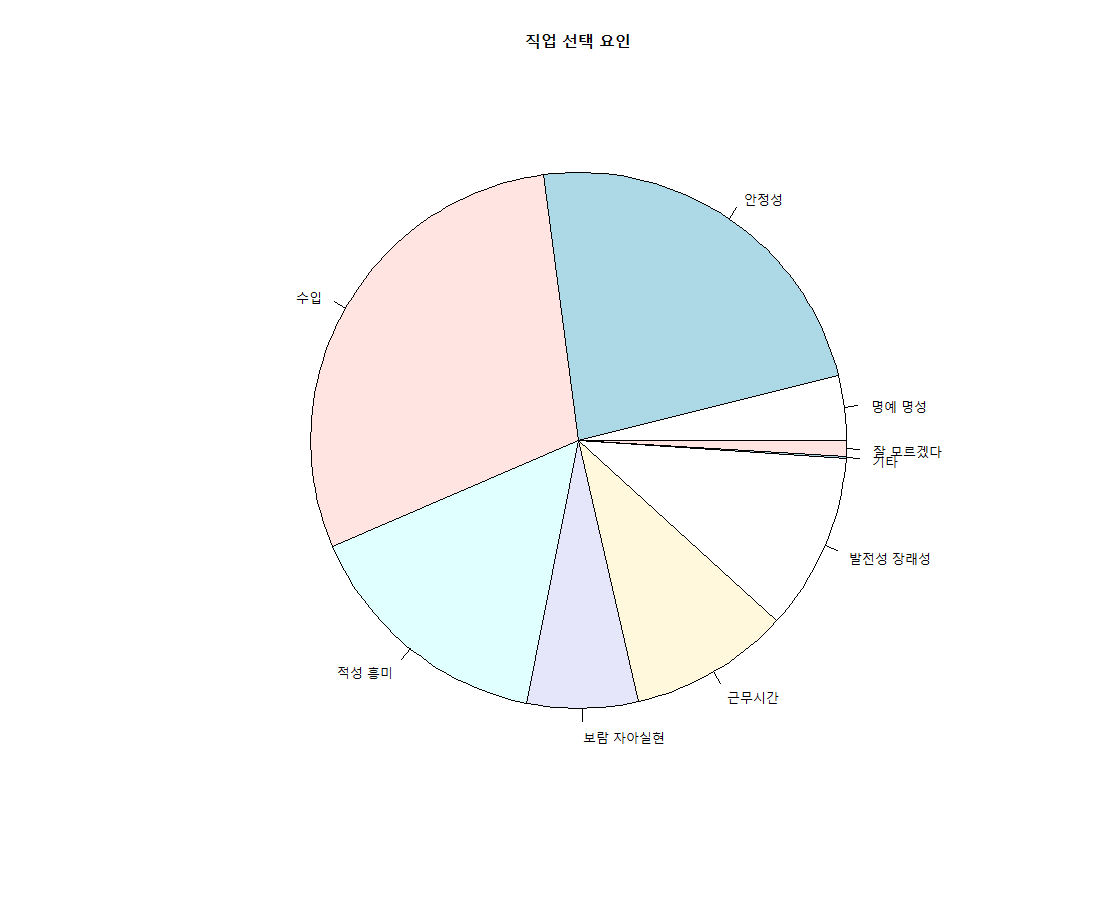 직업 선택 요인
안정성
수입
명예 명성
잘 모르겠다
기타
발전성 장래성
적성 흥미
근무시간
보람 자아실현